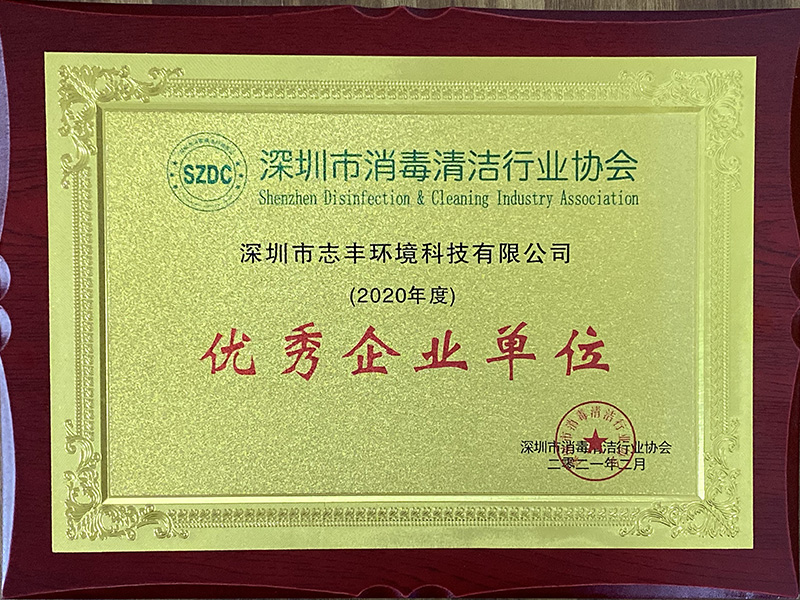 SZDC
深圳市消毒清洁行业协会
Shenzhen Disinfection & Cleaning Industry Association
深圳市志丰环境科技有限公司
(2020年度)
优秀企业单位
深圳市消毒清洁行业协会
二零二一年二月